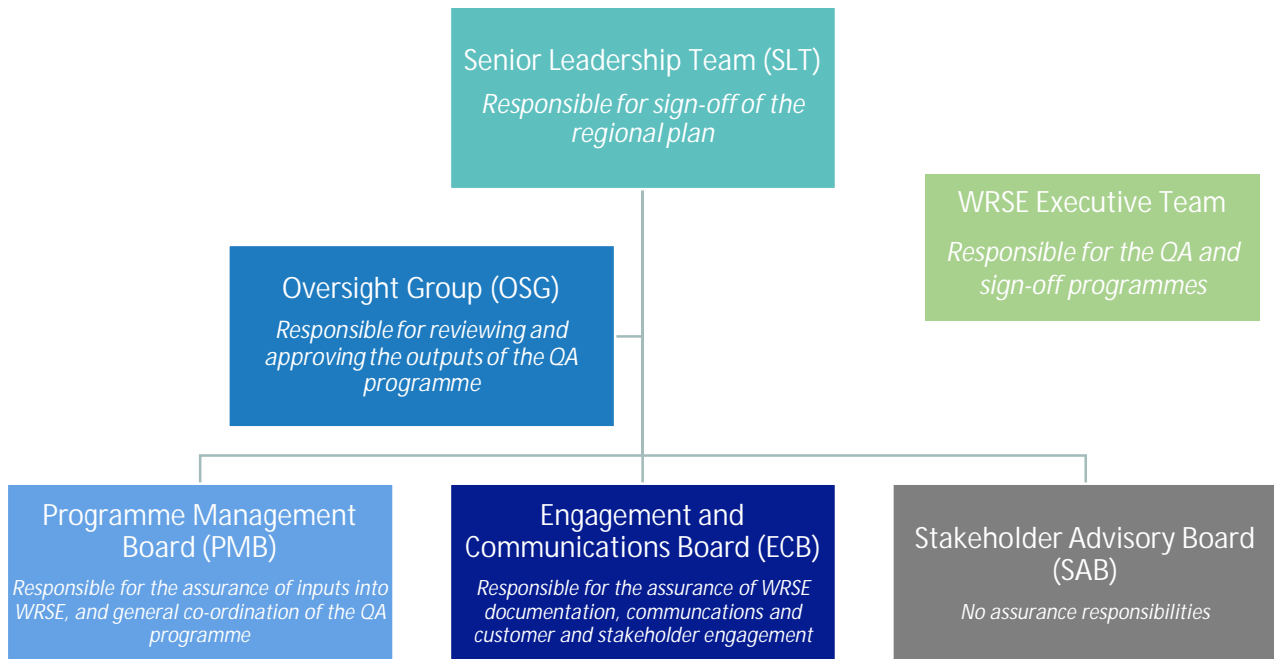 Senior Leadership Team (SLT)
Responsible for sign-off of the
regional plan
WRSE Executive Team
Responsible for the QA and
sign-off programmes
Oversight Group (OSG)
Responsible for reviewing and
approving the outputs of the QA
programme
Programme Management
Board (PMB)
Responsible for the assurance of inputs into
WRSE, and general co-ordination of the QA
programme
Engagement and
Communications Board (ECB)
Responsible for the assurance of WRSE
documentation, communcations and
customer and stakeholder engagement
Stakeholder Advisory Board
(SAB)
No assurance responsibilities